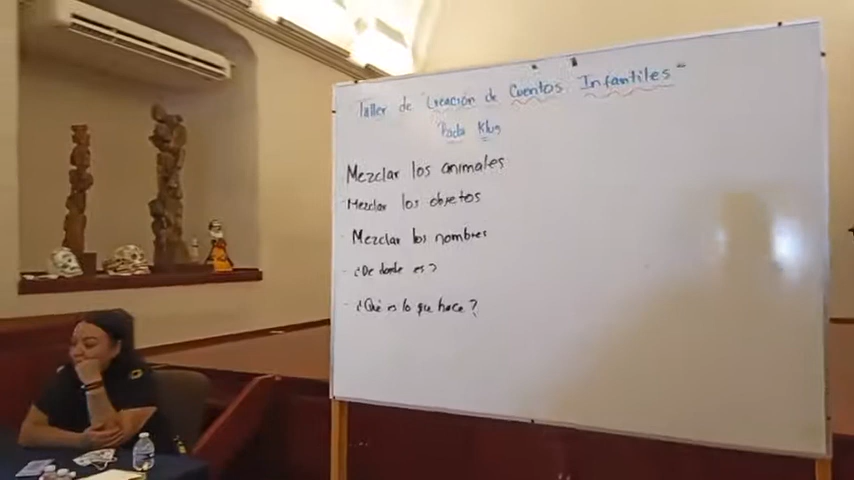 Taller de Creación de Cuentos Infantiles"
Mezclar los animales
Mezclar los objetos
Mezclar los nombres
¿De donde es?
¿Qué es lo que hace?